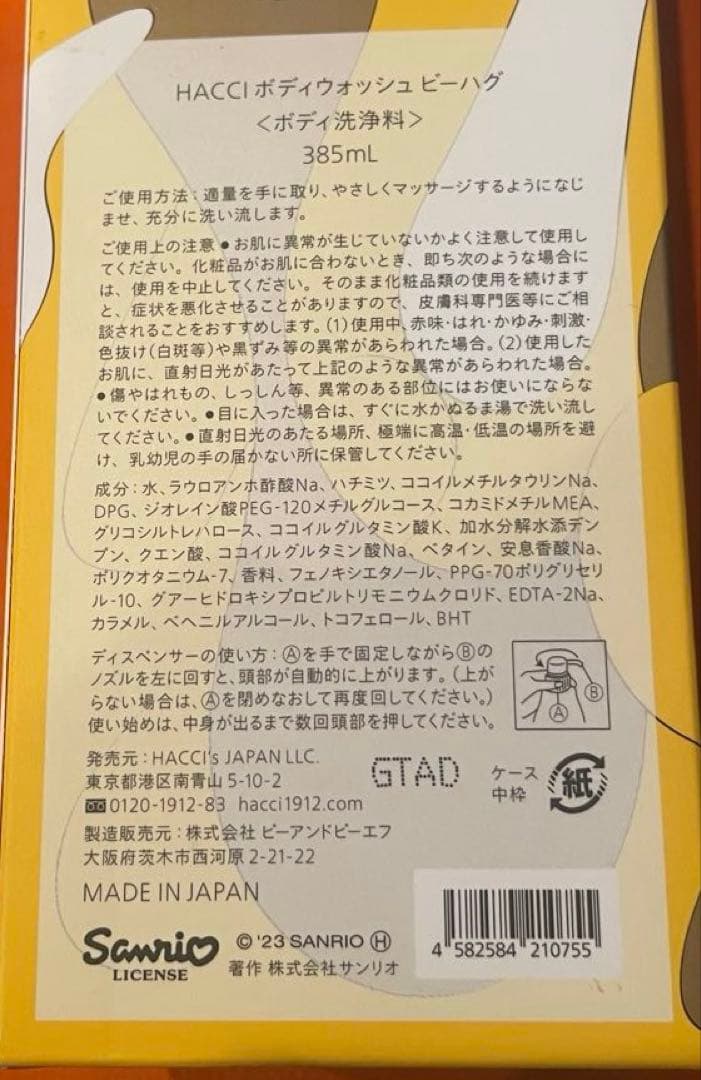 HACCI ボディウォッシュ ビーハグ
＜ボディ洗浄料＞
385mL
ご使用方法：適量を手に取り、やさしくマッサージするようになじ
ませ、充分に洗い流します。
ご使用上の注意 ●お肌に異常が生じていないかよく注意して使用し
てください。化粧品がお肌に合わないとき、即ち次のような場合に
は、使用を中止してください。そのまま化粧品類の使用を続けます
と、症状を悪化させることがありますので、皮膚科専門医等にご相
談されることをおすすめします。(1)使用中、赤味・はれ・かゆみ・刺激・
色抜け(白斑等)や黒ずみ等の異常があらわれた場合。(2)使用した
お肌に、直射日光があたって上記のような異常があらわれた場合。
●傷やはれもの、しっしん等、異常のある部位にはお使いにならな
いでください。●目に入った場合は、すぐに水かぬるま湯で洗い流し
てください。●直射日光のあたる場所、極端に高温・低温の場所を避
け、乳幼児の手の届かない所に保管してください。
成分：水、ラウロアンホ酢酸Na、ハチミツ、ココイルメチルタウリンNa、
DPG、ジオレイン酸PEG-120メチルグルコース、コカミドメチルMEA、
グリコシルトレハロース、ココイルグルタミン酸K、加水分解水添デン
プン、クエン酸、ココイルグルタミン酸Na、ベタイン、安息香酸Na、
ポリクオタニウム-7、香料、フェノキシエタノール、PPG-70ポリグリセリ
ル-10、グアーヒドロキシプロピルトリモニウムクロリド、EDTA-2Na、
カラメル、ベヘニルアルコール、トコフェロール、BHT
ディスペンサーの使い方：Ⓐを手で固定しながらⒷの
ノズルを左に回すと、頭部が自動的に上がります。（上が
らない場合は、Ⓐを閉めなおして再度回してください。）
使い始めは、中身が出るまで数回頭部を押してください。
Ⓐ Ⓑ
発売元：HACCI's JAPAN LLC.
東京都港区南青山 5-10-2
0120-1912-83 hacci1912.com
GTAD
ケース
中枠
紙
製造販売元：株式会社 ビーアンドビーエフ
大阪府茨木市西河原 2-21-22
MADE IN JAPAN
Sanrio
LICENSE
© '23 SANRIO Ⓗ
著作 株式会社サンリオ
4 582584 210755